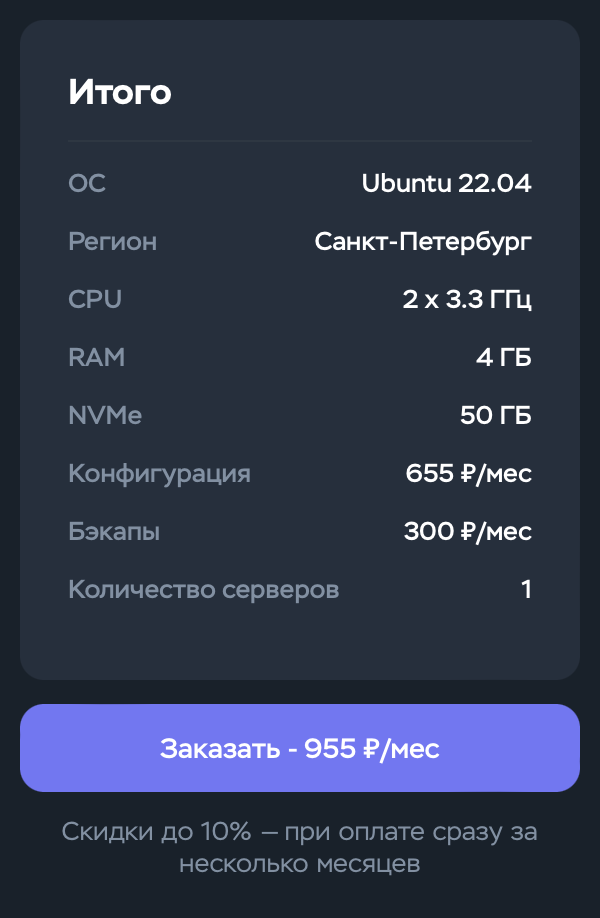 Итого
ОС Ubuntu 22.04
Регион Санкт-Петербург
CPU 2 x 3.3 ГГц
RAM 4 ГБ
NVMe 50 ГБ
Конфигурация 655 ₽/мес
Бэкапы 300 ₽/мес
Количество серверов 1
Заказать - 955 ₽/мес
Скидки до 10% — при оплате сразу за
несколько месяцев